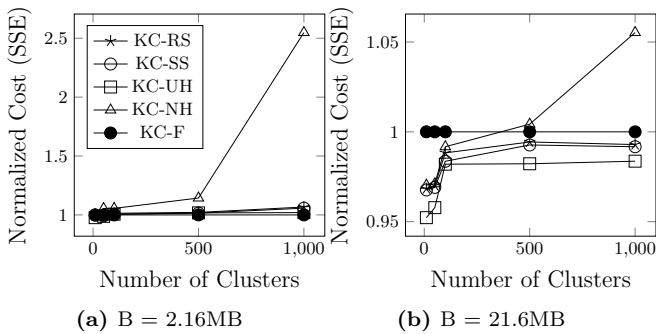 Normalized Cost (SSE)
2.5
2
1.5
1
KC-RS
KC-SS
KC-UH
KC-NH
KC-F
0
500
1,000
Number of Clusters
(a) B = 2.16MB
Normalized Cost (SSE)
1.05
1
0.95
0
500
1,000
Number of Clusters
(b) B = 21.6MB